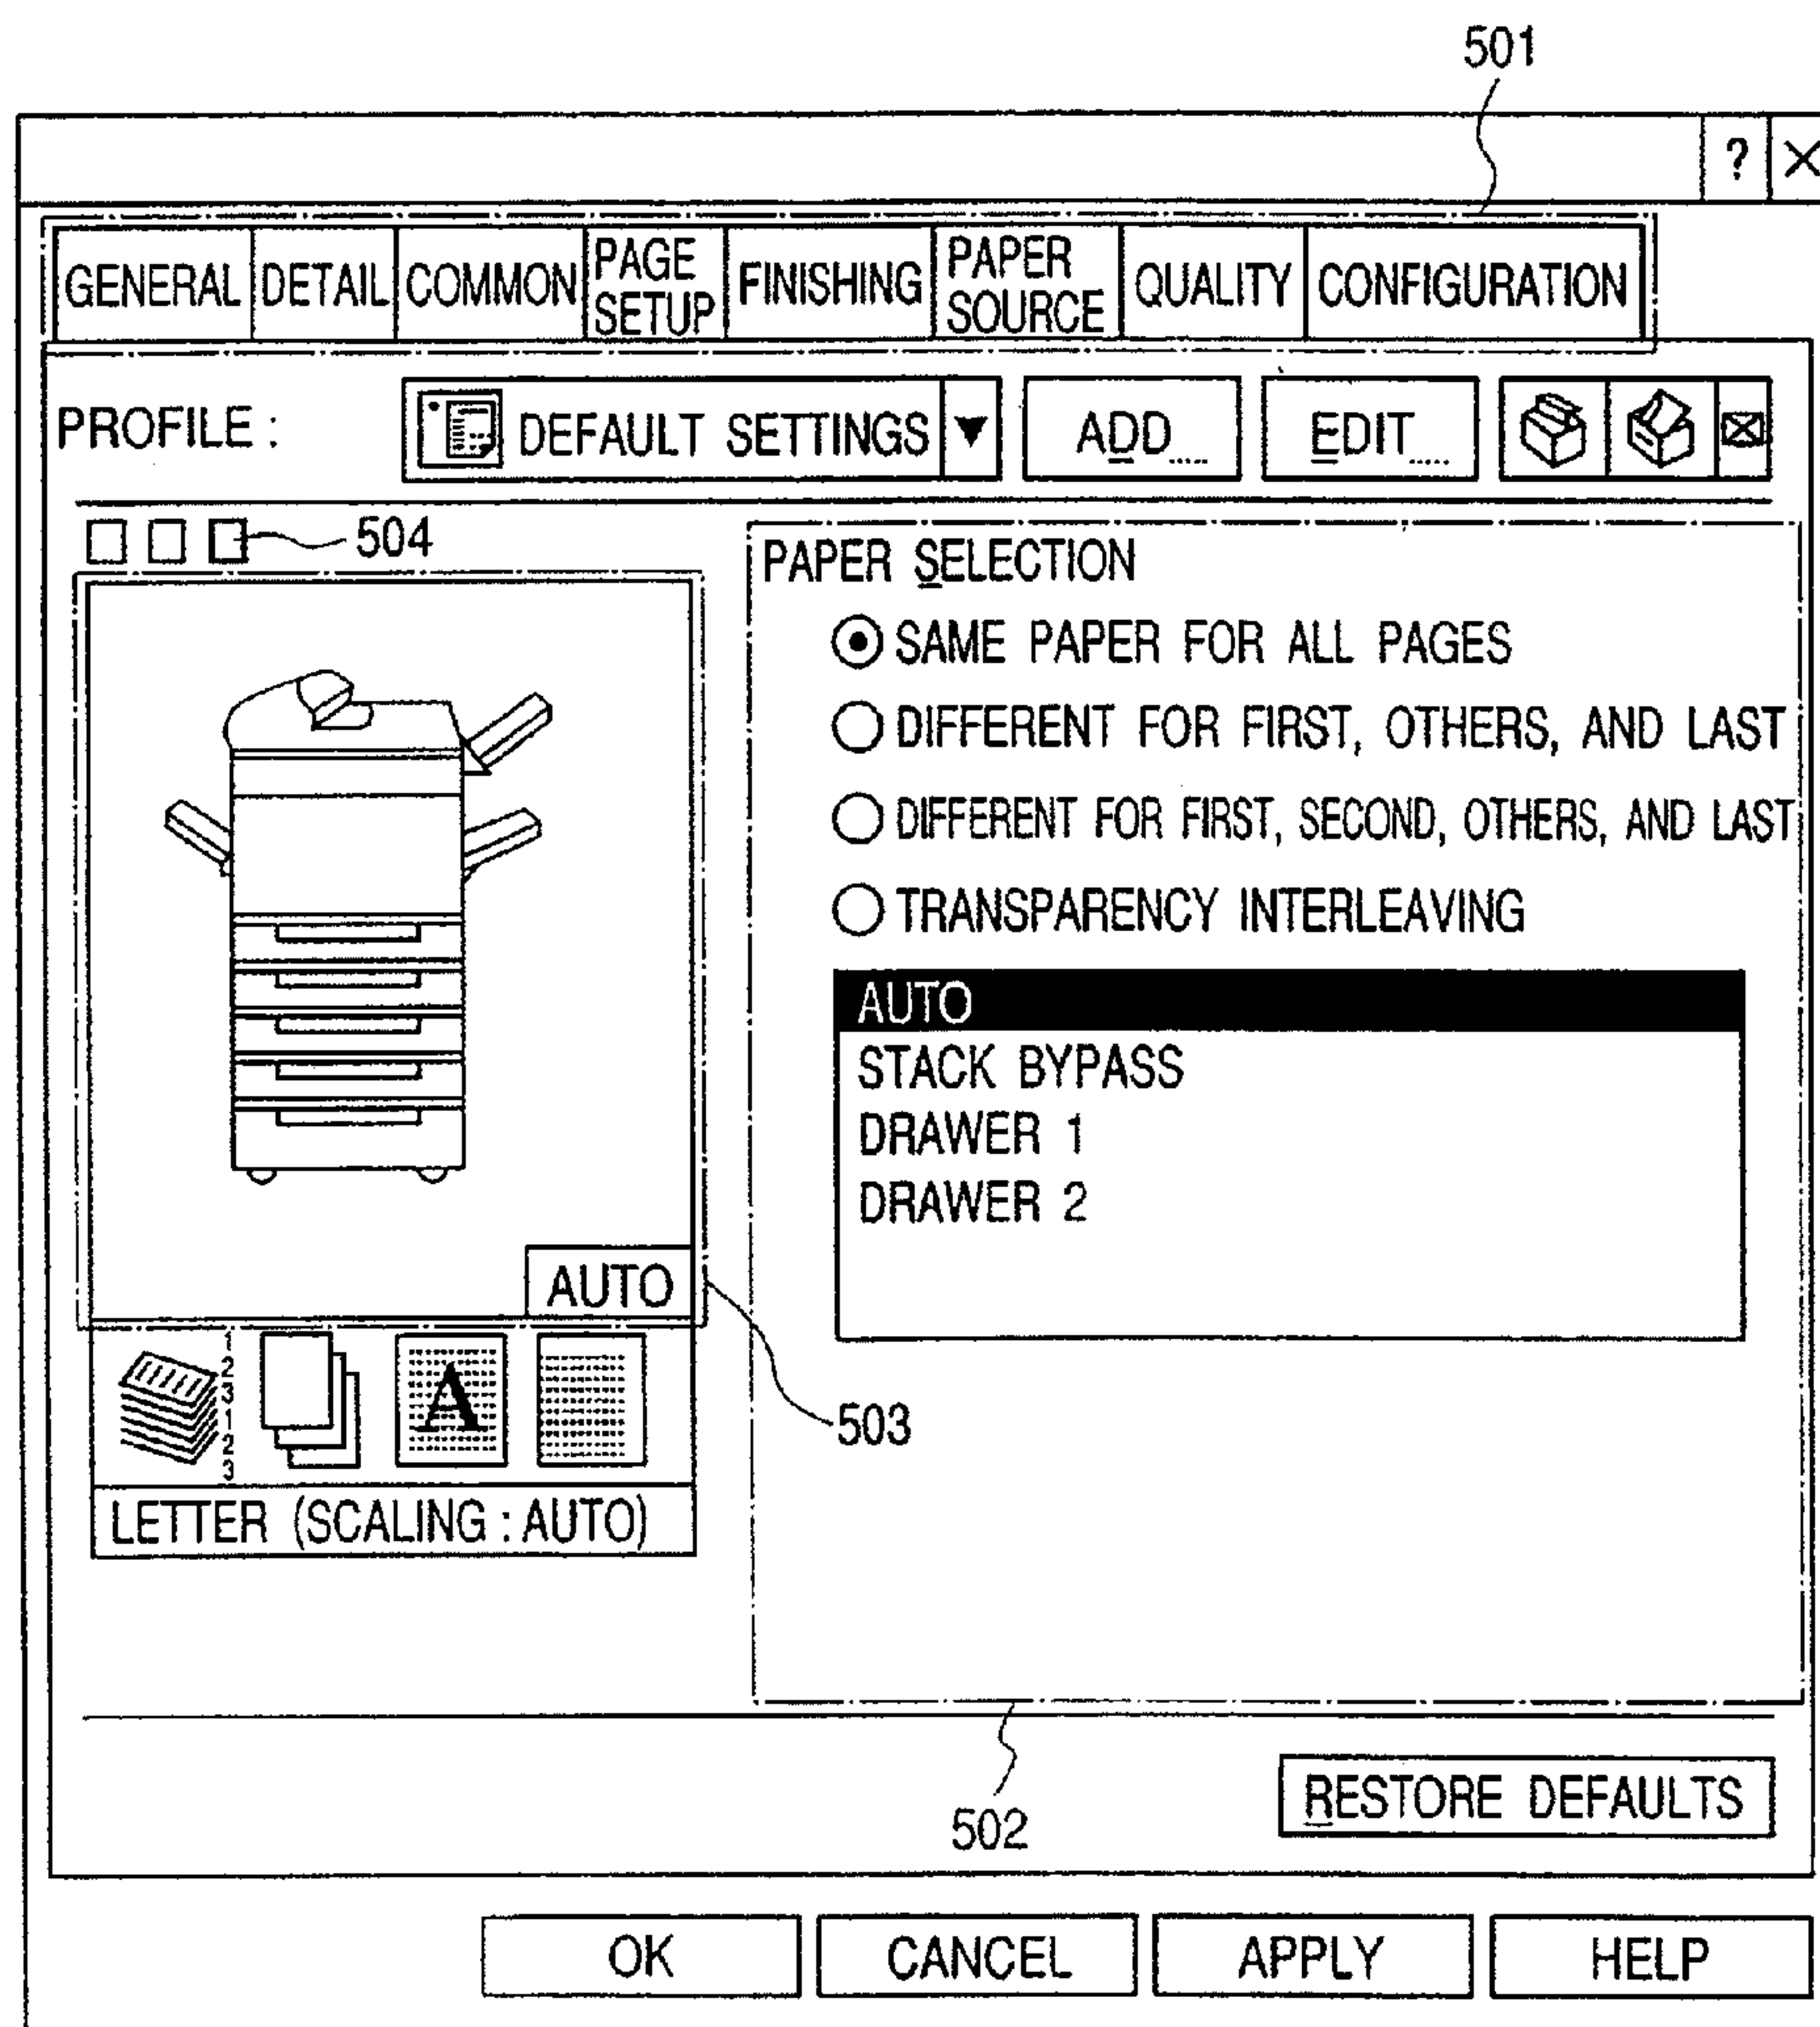 501
?
GENERAL DETAIL COMMON PAGE SETUP FINISHING PAPER SOURCE QUALITY CONFIGURATION
PROFILE : DEFAULT SETTINGS ▼ ADD.... EDIT....
504
PAPER SELECTION
SAME PAPER FOR ALL PAGES
DIFFERENT FOR FIRST, OTHERS, AND LAST
DIFFERENT FOR FIRST, SECOND, OTHERS, AND LAST
TRANSPARENCY INTERLEAVING
AUTO
STACK BYPASS
DRAWER 1
DRAWER 2
AUTO
1
2
3
1
2
3
A
503
LETTER (SCALING : AUTO)
502
RESTORE DEFAULTS
OK CANCEL APPLY HELP